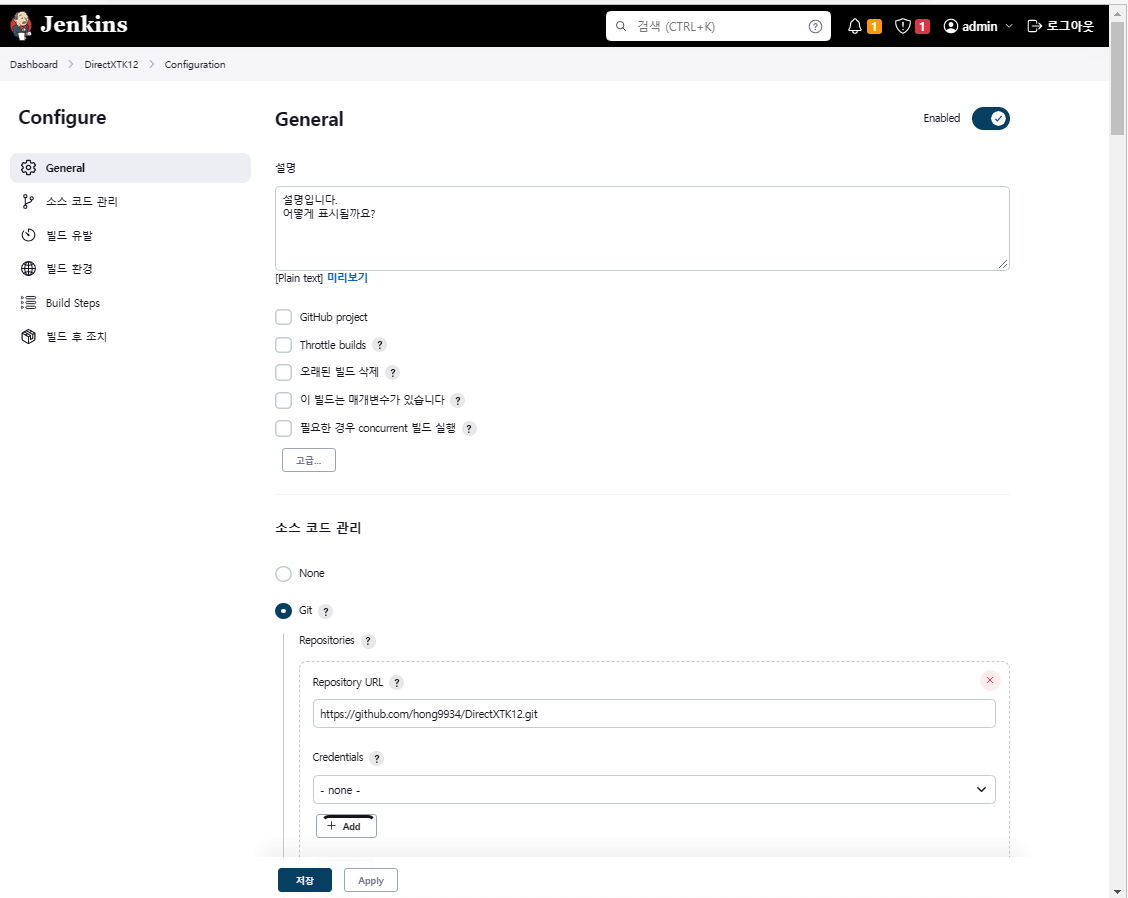 Jenkins
검색 (CTRL+K)
1
1
admin
로그아웃
Dashboard
DirectXTK12
Configuration
Configure
General
소스 코드 관리
빌드 유발
빌드 환경
Build Steps
빌드 후 조치
General
Enabled
설명
설명입니다.
어떻게 표시될까요?
[Plain text] 미리보기
GitHub project
Throttle builds ?
오래된 빌드 삭제 ?
이 빌드는 매개변수가 있습니다 ?
필요한 경우 concurrent 빌드 실행 ?
고급...
소스 코드 관리
None
Git ?
Repositories ?
Repository URL ?
https://github.com/hong9934/DirectXTK12.git
Credentials ?
- none -
+ Add
저장
Apply